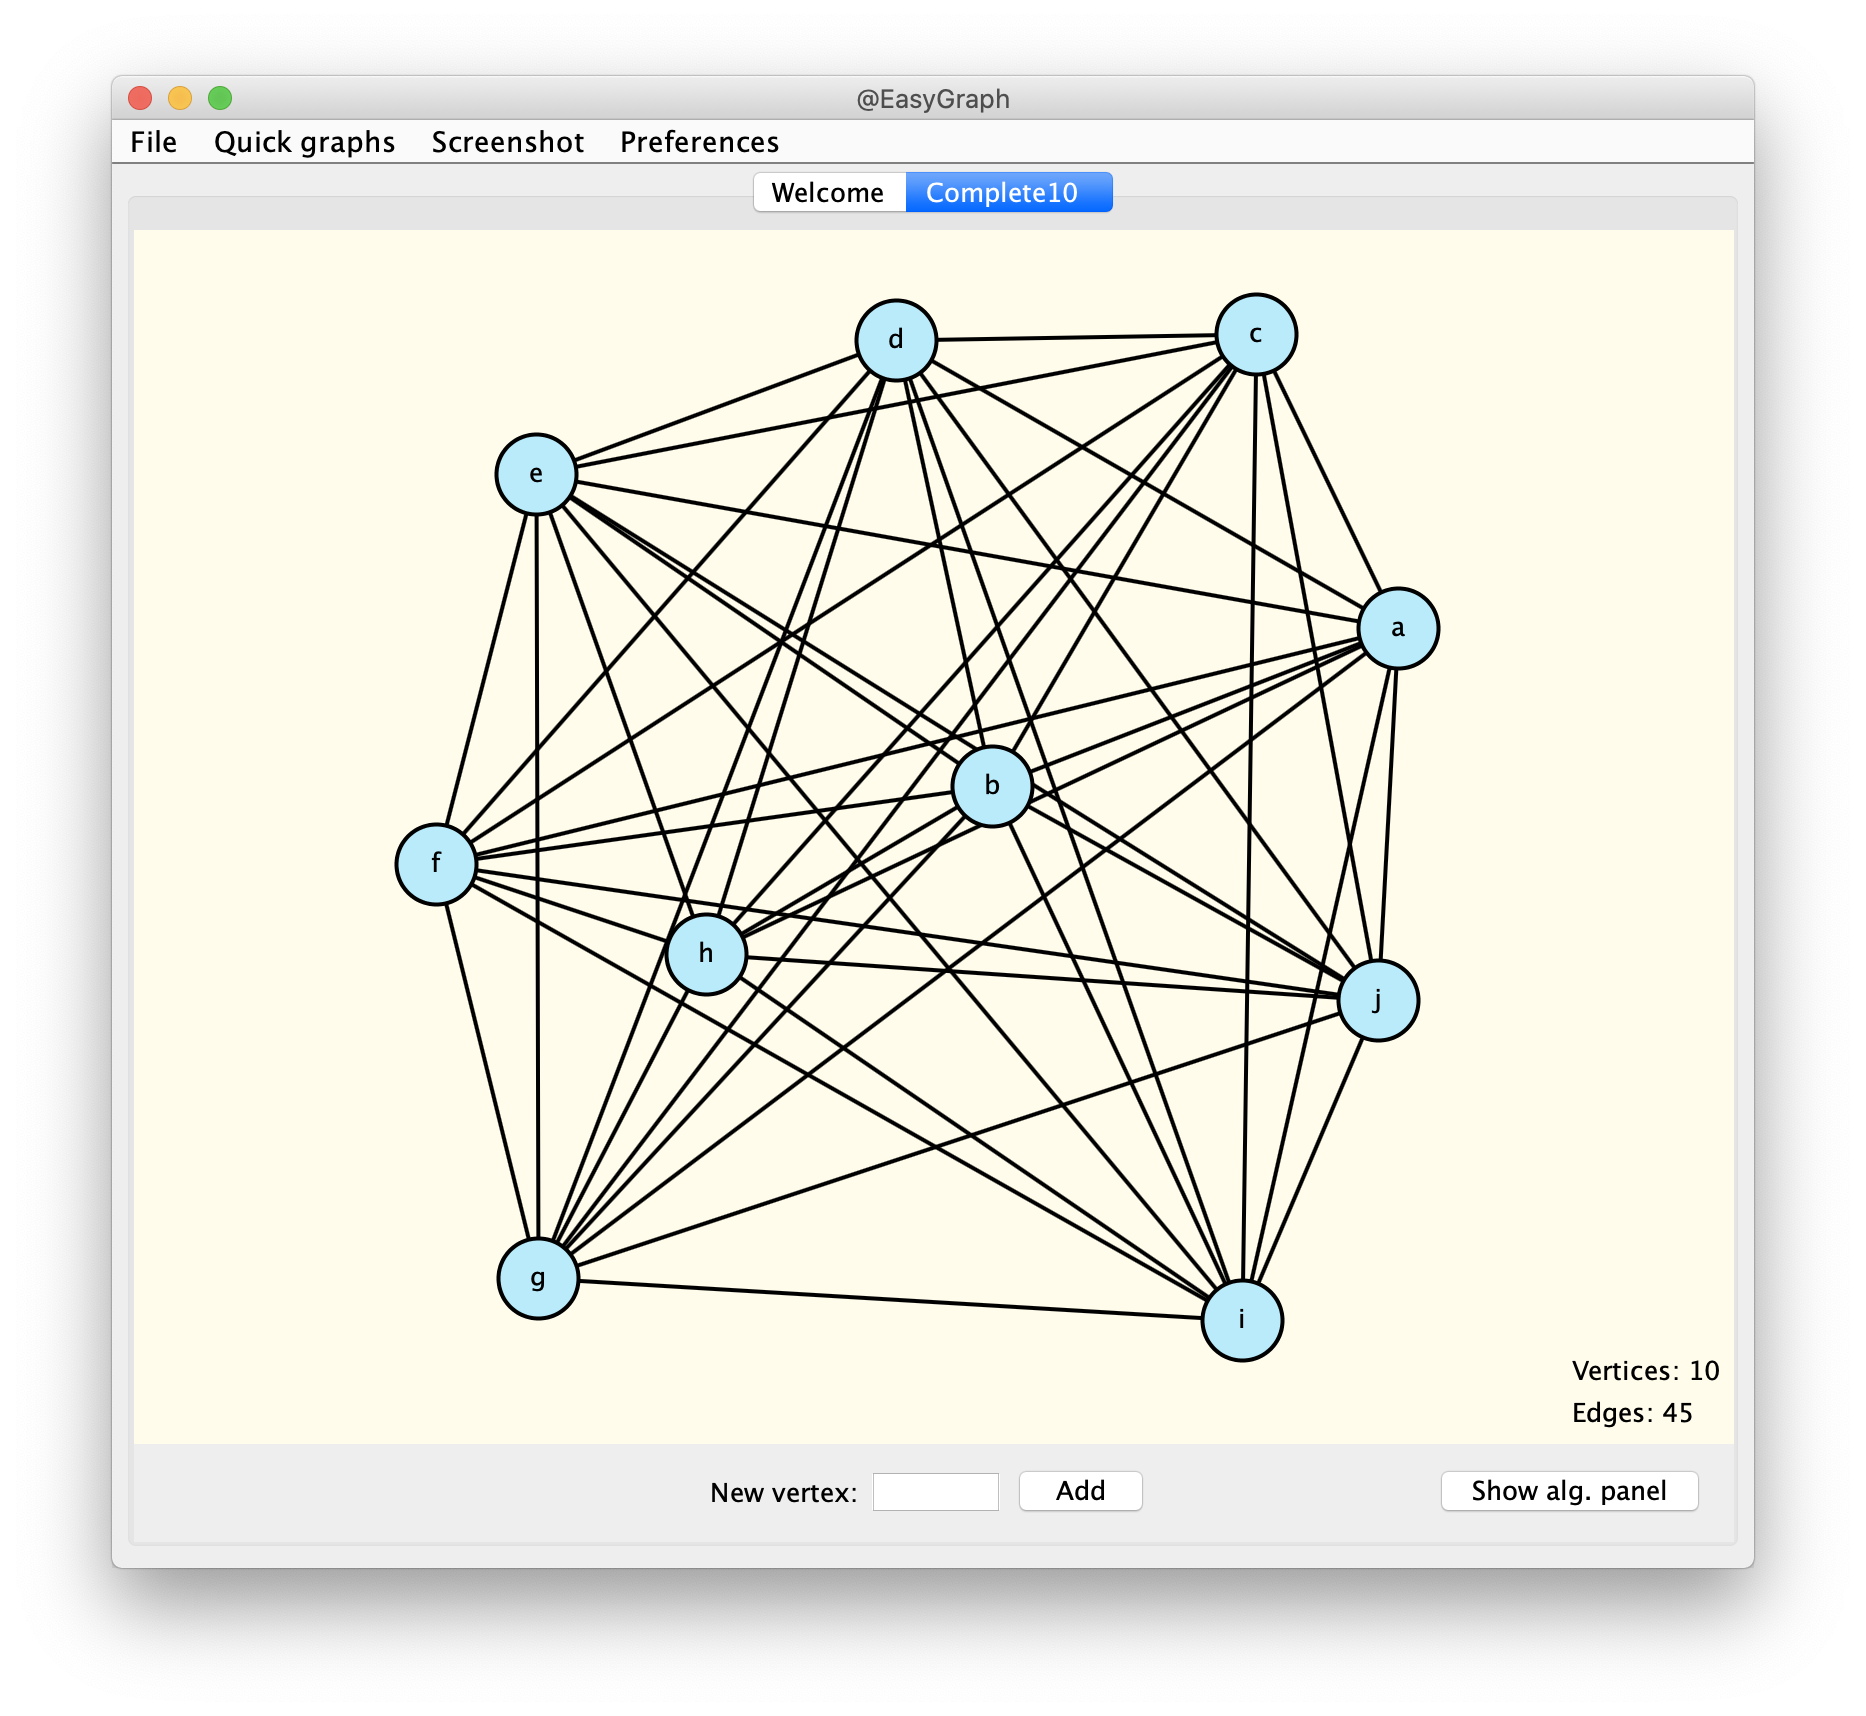 @EasyGraph
File Quick graphs Screenshot Preferences
Welcome Complete10
d
c
e
a
b
f
h
j
g
i
Vertices: 10
Edges: 45
New vertex: Add Show alg. panel